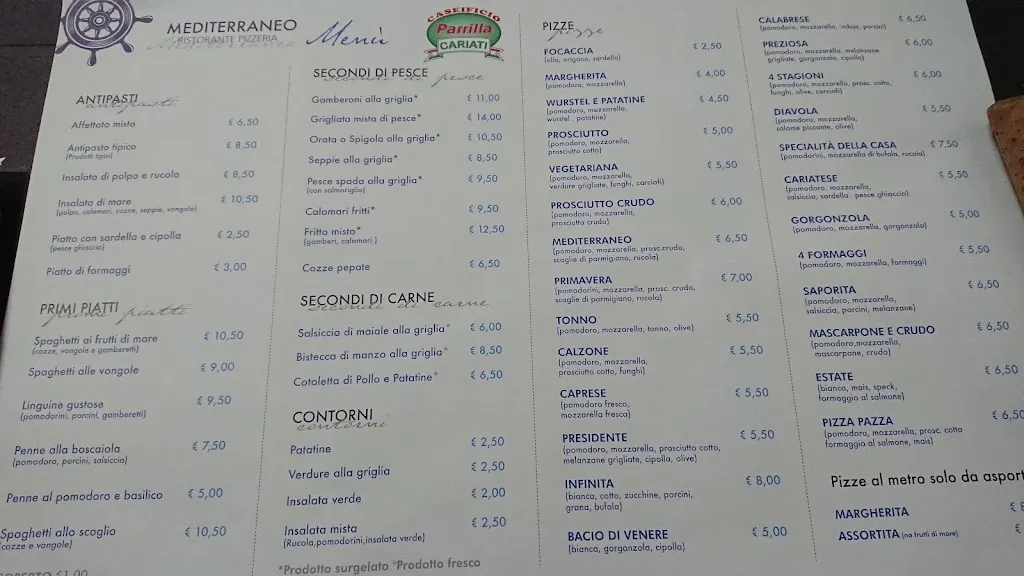 MEDITERRANEO
RISTORANTE PIZZERIA
Menù
CASEIFICIO
Parrilla
CARIATI
ANTIPASTI
antipasti
Affettato misto € 6,50
Antipasto tipico € 8,50
(Prodotti tipici)
Insalata di polpo e rucola € 8,50
Insalata di mare € 10,50
(polpo, calamari, cozze, seppie, vongole)
Piatto con sardella e cipolla € 2,50
(pesce ghiaccio)
Piatto di formaggi € 3,00
PRIMI PIATTI
primi piatti
Spaghetti ai frutti di mare € 10,50
(cozze, vongole e gamberetti)
Spaghetti alle vongole € 9,00
Linguine gustose € 9,50
(pomodorini, porcini, gamberetti)
Penne alla boscaiola € 7,50
(pomodoro, porcini, salsiccia)
Penne al pomodoro e basilico € 5,00
Spaghetti allo scoglio € 10,50
(cozze e vongole)
COPERTO €1,00
SECONDI DI PESCE
secondi di pesce
Gamberoni alla griglia* € 11,00
Grigliata misto di pesce* € 14,00
Orata o Spigola alla griglia* € 10,50
Seppie alla griglia* € 8,50
Pesce spada alla griglia* € 9,50
(con salmoriglio)
Calamari fritti* € 9,50
Fritto misto* € 12,50
(gamberi, calamari )
Cozze pepate € 6,50
SECONDI DI CARNE
secondi di carne
Salsiccia di maiale alla griglia° € 6,00
Bistecca di manzo alla griglia° € 8,50
Cotoletta di Pollo e Patatine° € 6,50
CONTORNI
contorni
Patatine € 2,50
Verdure alla griglia € 2,50
Insalata verde € 2,00
Insalata mista € 2,50
(Rucola,pomodorini,insalata verde)
*Prodotto surgelato °Prodotto fresco
PIZZE
pizze
FOCACCIA € 2,50
(olio, origano, sardella)
MARGHERITA € 4,00
(pomodoro, mozzarella)
WURSTEL E PATATINE € 4,50
(pomodoro, mozzarella,
wurstel , patatine)
PROSCIUTTO € 5,00
(pomodoro, mozzarella,
prosciutto cotto)
VEGETARIANA € 5,50
(pomodoro, mozzarella,
verdure grigliate, funghi, carciofi)
PROSCIUTTO CRUDO € 6,00
(pomodoro, mozzarella,
prosciutto crudo)
MEDITERRANEO € 6,50
(pomodoro, mozzarella, prosc.crudo,
scaglie di parmigiano, rucola)
PRIMAVERA € 7,00
(pomodorini, mozzarella, prosc. crudo,
scaglie di parmigiano, rucola)
TONNO € 5,50
(pomodoro, mozzarella, tonno, olive)
CALZONE € 5,50
(pomodoro, mozzarella,
prosciutto cotto, funghi)
CAPRESE € 5,50
(pomodoro fresco,
mozzarella fresca)
PRESIDENTE € 5,50
(pomodoro, mozzarella, prosciutto cotto,
melanzane grigliate, cipolla, olive)
INFINITA € 8,00
(bianca, cotto, zucchine, porcini,
grana, bufala)
BACIO DI VENERE € 5,00
(bianca, gorgonzola, cipolla)
CALABRESE € 6,50
(pomodoro, mozzarella, 'nduja, porcini)
PREZIOSA € 6,00
(pomodoro, mozzarella, melanzane
grigliate, gorgonzola, cipolla)
4 STAGIONI € 6,00
(pomodoro, mozzarella, prosc. cotto,
funghi, olive, carciofi)
DIAVOLA € 5,50
(pomodoro, mozzarella,
salame piccante, olive)
SPECIALITÀ DELLA CASA € 7,50
(pomodorini, mozzarella di bufala, rucola)
CARIATESE € 5,50
(pomodoro, mozzarella,
salsiccia, sardella - pesce ghiaccio)
GORGONZOLA € 5,00
(pomodoro, mozzarella, gorgonzola)
4 FORMAGGI € 5,50
(pomodoro, mozzarella, formaggi)
SAPORITA € 6,50
(pomodoro, mozzarella,
salsiccia, porcini, melanzane)
MASCARPONE E CRUDO € 6,50
(pomodoro,mozzarella,
mascarpone, crudo)
ESTATE € 6,50
(bianca, mais, speck,
formaggio al salmone)
PIZZA PAZZA € 6,50
(pomodoro, mozzarella, prosc. cotto
formaggio al salmone, mais)
Pizze al metro solo da asport
MARGHERITA €
ASSORTITA (no frutti di mare) €